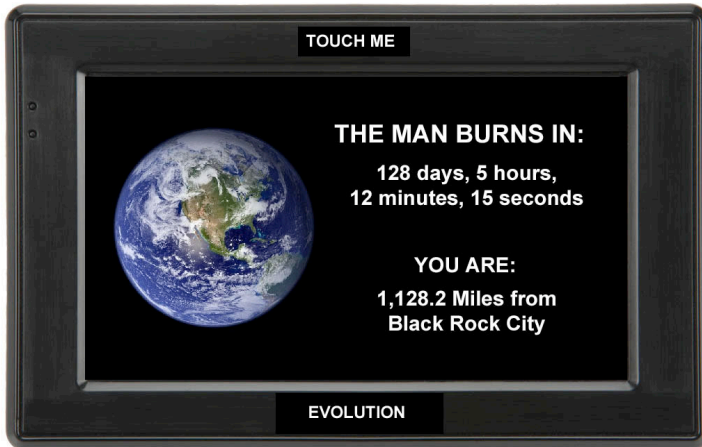 TOUCH ME
THE MAN BURNS IN:
128 days, 5 hours,
12 minutes, 15 seconds
YOU ARE:
1,128.2 Miles from
Black Rock City
EVOLUTION